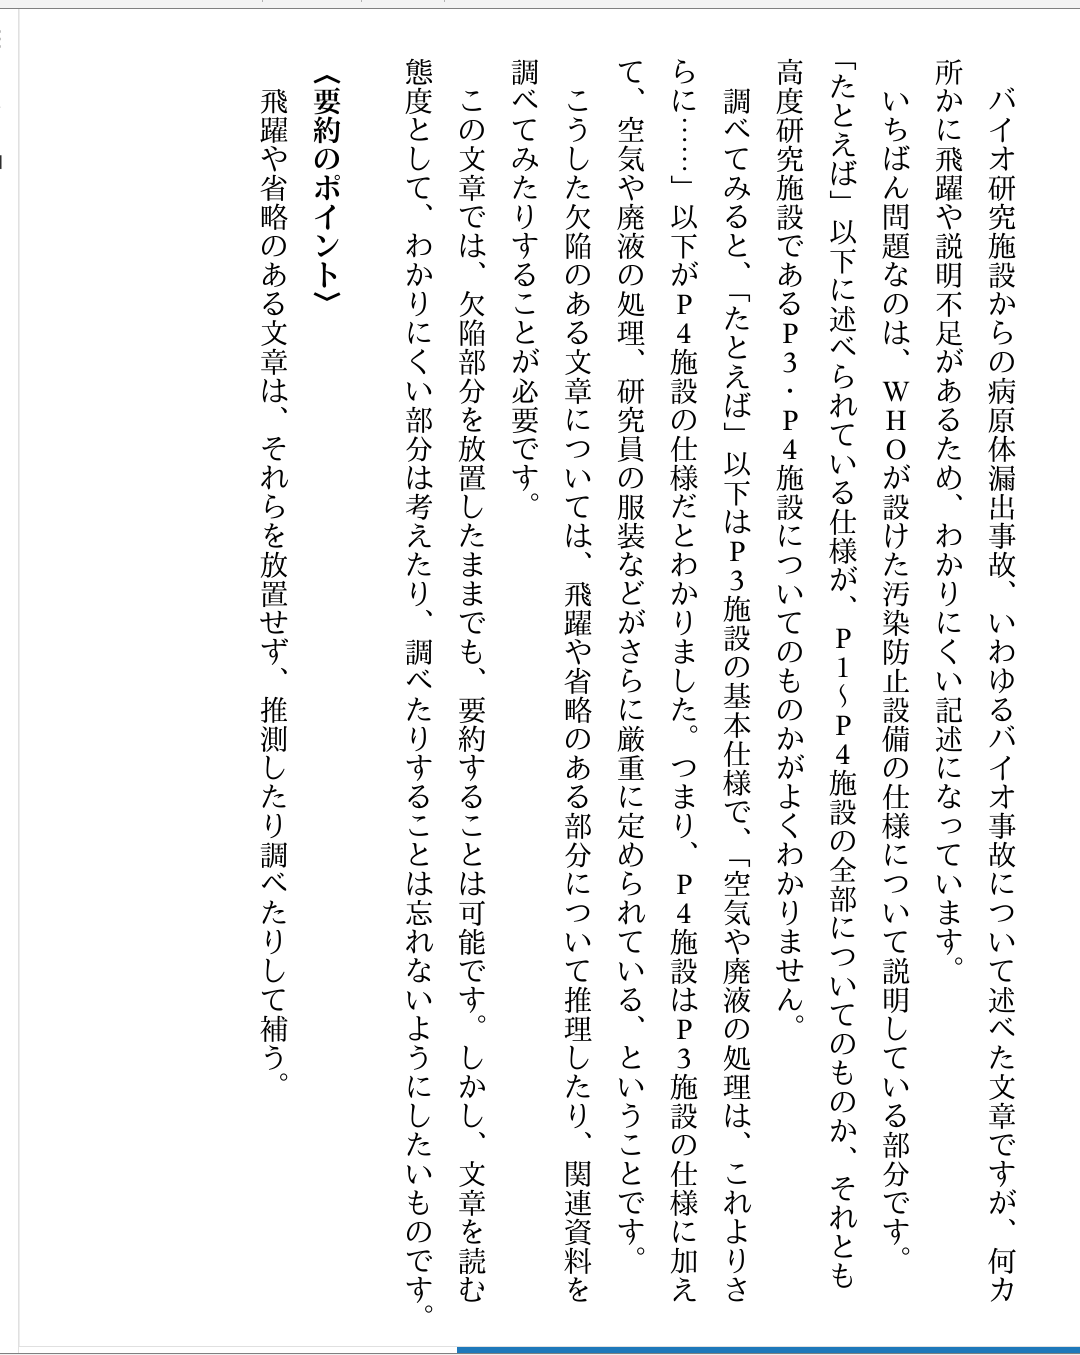 バイオ研究施設からの病原体漏出事故、いわゆるバイオ事故について述べた文章ですが、何カ
所かに飛躍や説明不足があるため、わかりにくい記述になっています。
　いちばん問題なのは、ＷＨＯが設けた汚染防止設備の仕様について説明している部分です。
「たとえば」以下に述べられている仕様が、Ｐ1〜Ｐ４施設の全部についてのものか、それとも
高度研究施設であるＰ３・Ｐ４施設についてのものかがよくわかりません。
　調べてみると、「たとえば」以下はＰ３施設の基本仕様で、「空気や廃液の処理は、これよりさ
らに……」以下がＰ４施設の仕様だとわかりました。つまり、Ｐ４施設はＰ３施設の仕様に加え
て、空気や廃液の処理、研究員の服装などがさらに厳重に定められている、ということです。
　こうした欠陥のある文章については、飛躍や省略のある部分について推理したり、関連資料を
調べてみたりすることが必要です。
　この文章では、欠陥部分を放置したままでも、要約することは可能です。しかし、文章を読む
態度として、わかりにくい部分は考えたり、調べたりすることは忘れないようにしたいものです。
〈要約のポイント〉
　飛躍や省略のある文章は、それらを放置せず、推測したり調べたりして補う。